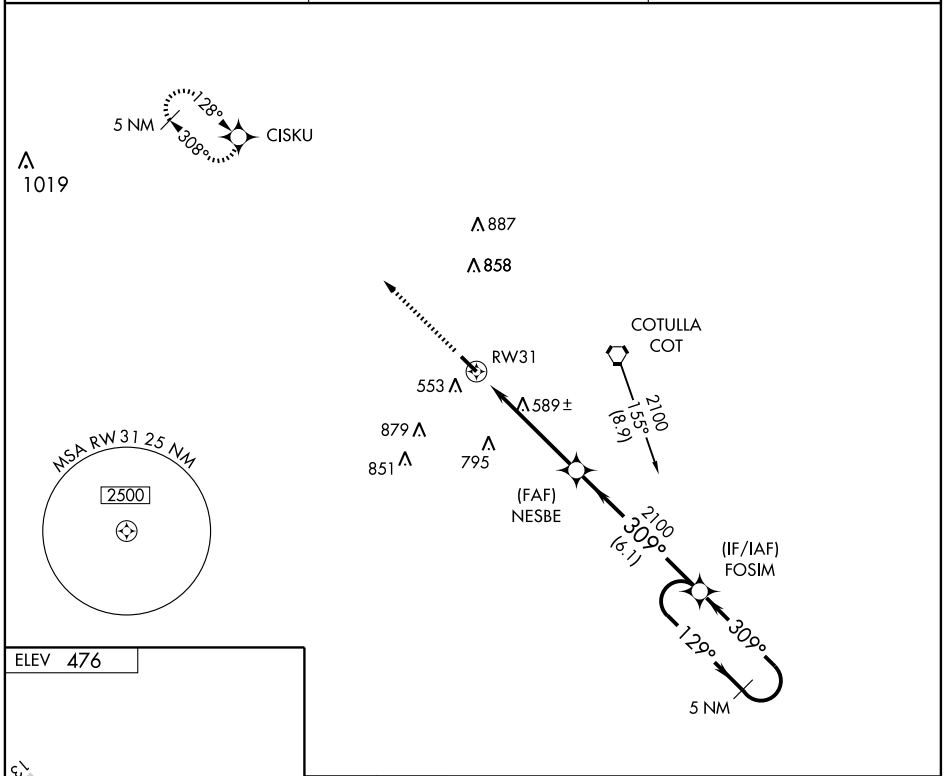 128°
5 NM
308°
CISKU
1019
887
858
COTULLA
COT
RW31
553
589±
2100
155°
(8.9)
879
851
795
MSA RW 31 25 NM
2500
(FAF)
NESBE
2100
309°
(6.1)
(IF/IAF)
FOSIM
309°
129°
5 NM
ELEV 476